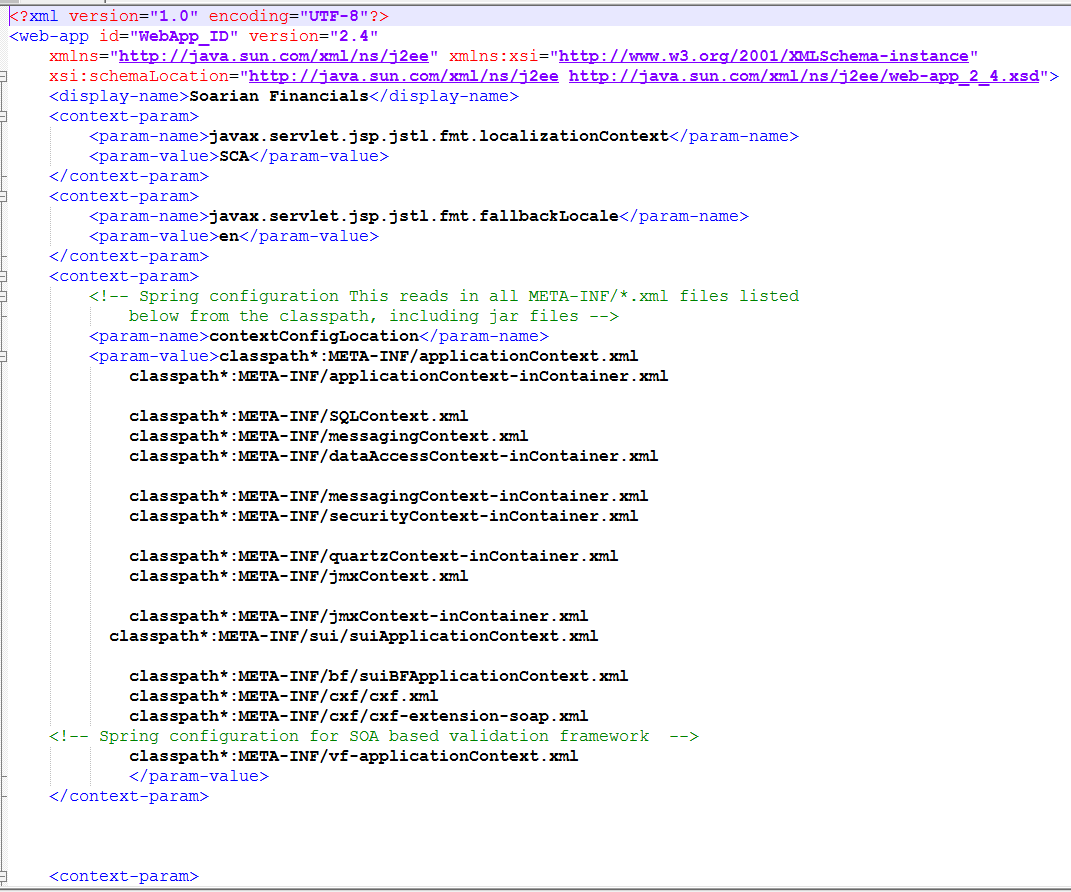 <?xml version="1.0" encoding="UTF-8"?>
<web-app id="WebApp_ID" version="2.4"
xmlns="http://java.sun.com/xml/ns/j2ee" xmlns:xsi="http://www.w3.org/2001/XMLSchema-instance"
xsi:schemaLocation="http://java.sun.com/xml/ns/j2ee http://java.sun.com/xml/ns/j2ee/web-app_2_4.xsd">
<display-name>Soarian Financials</display-name>
<context-param>
<param-name>javax.servlet.jsp.jstl.fmt.localizationContext</param-name>
<param-value>SCA</param-value>
</context-param>
<context-param>
<param-name>javax.servlet.jsp.jstl.fmt.fallbackLocale</param-name>
<param-value>en</param-value>
</context-param>
<context-param>
<!-- Spring configuration This reads in all META-INF/*.xml files listed
below from the classpath, including jar files -->
<param-name>contextConfigLocation</param-name>
<param-value>classpath*:META-INF/applicationContext.xml
classpath*:META-INF/applicationContext-inContainer.xml
classpath*:META-INF/SQLContext.xml
classpath*:META-INF/messagingContext.xml
classpath*:META-INF/dataAccessContext-inContainer.xml
classpath*:META-INF/messagingContext-inContainer.xml
classpath*:META-INF/securityContext-inContainer.xml
classpath*:META-INF/quartzContext-inContainer.xml
classpath*:META-INF/jmxContext.xml
classpath*:META-INF/jmxContext-inContainer.xml
classpath*:META-INF/sui/suiApplicationContext.xml
classpath*:META-INF/bf/suiBFApplicationContext.xml
classpath*:META-INF/cxf/cxf.xml
classpath*:META-INF/cxf/cxf-extension-soap.xml
<!-- Spring configuration for SOA based validation framework  -->
classpath*:META-INF/vf-applicationContext.xml
</param-value>
</context-param>
<context-param>